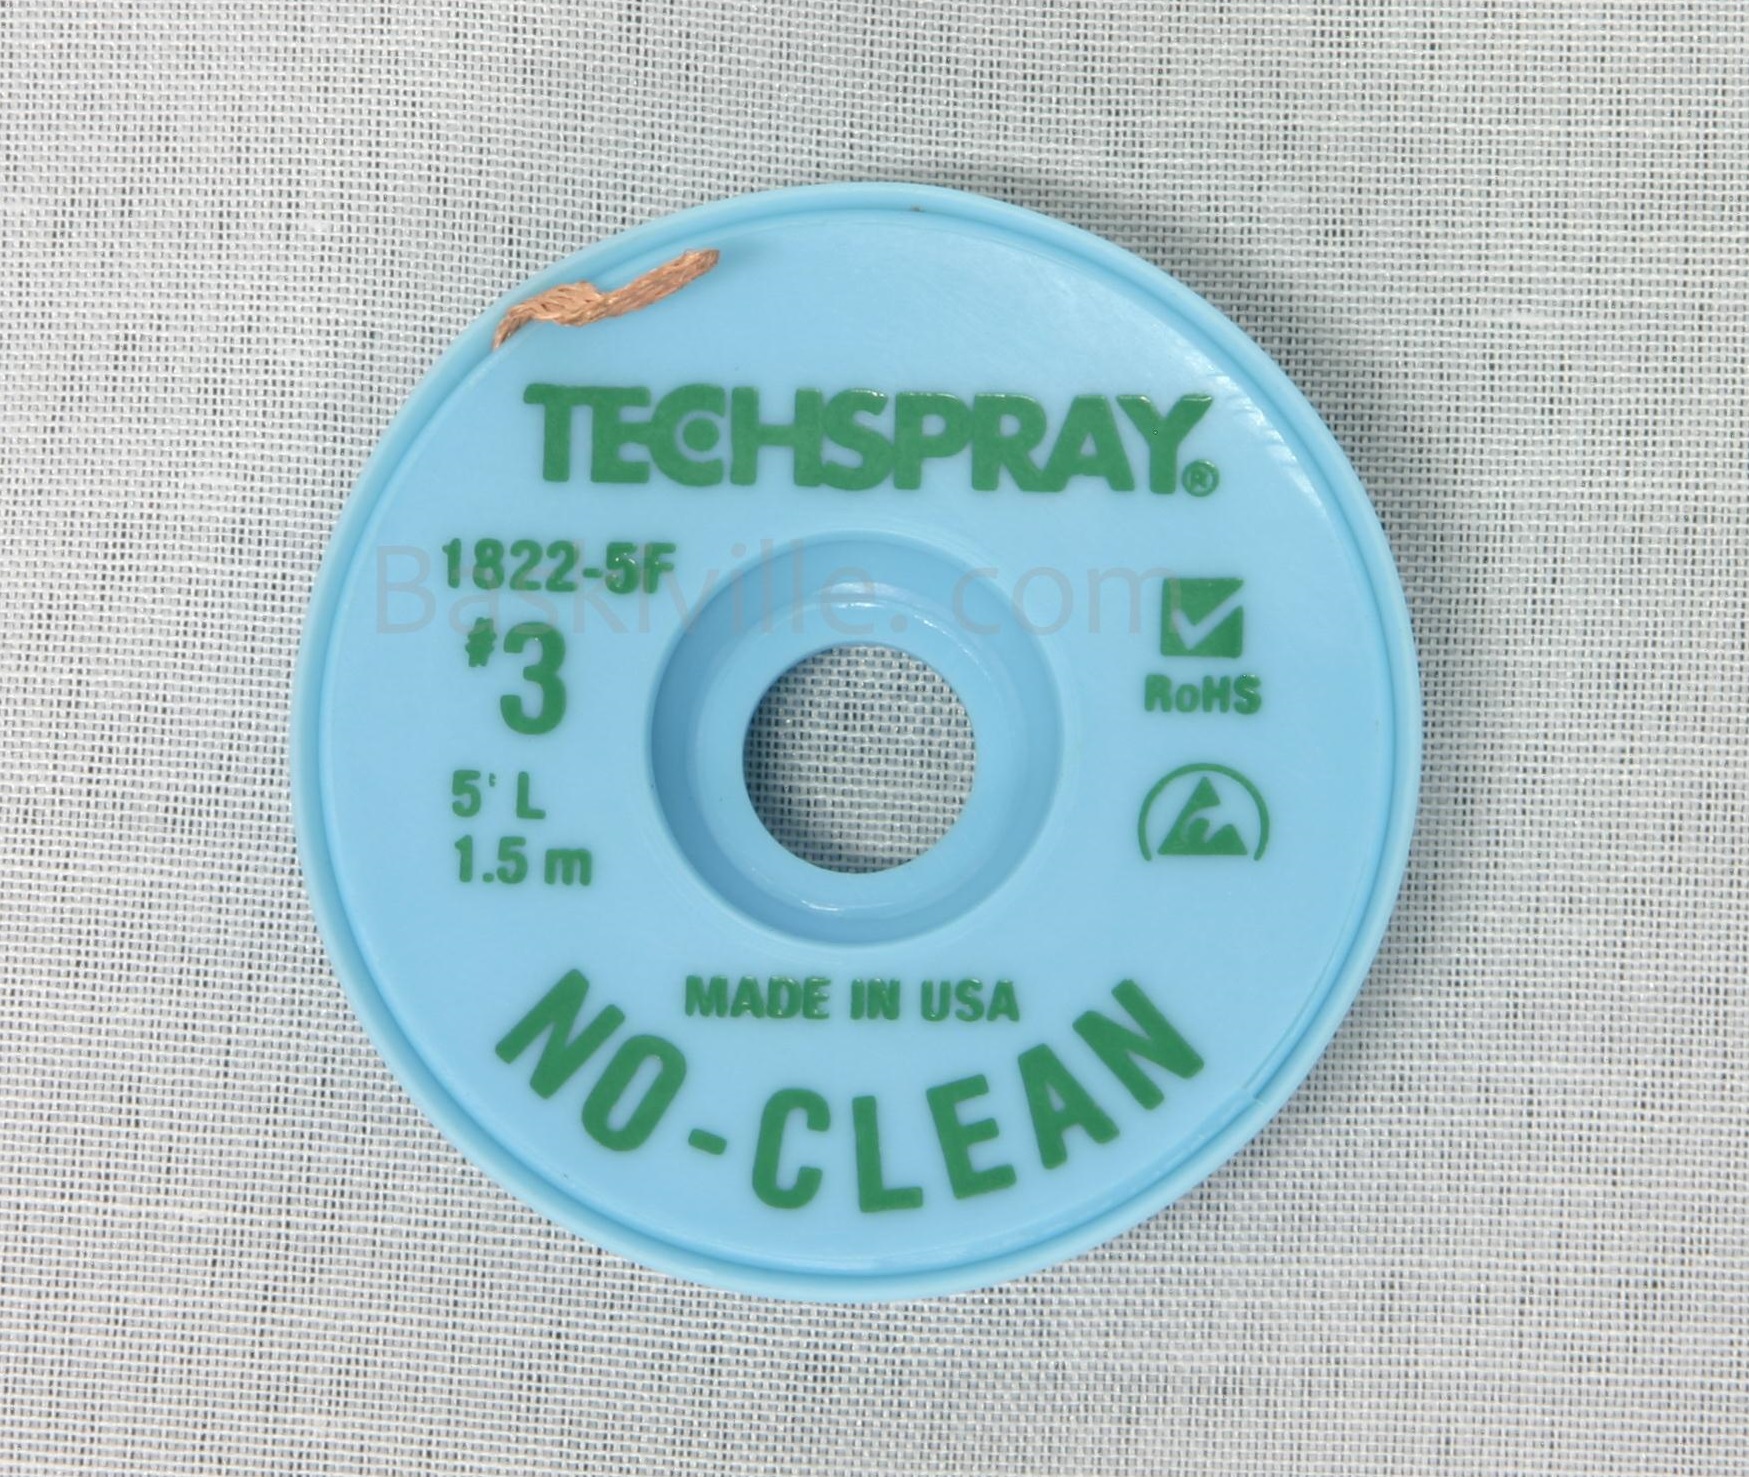 TECHSPRAY®
1822-5F
Baskiville.com
#3
RoHS
5' L
1.5 m
MADE IN USA
NO-CLEAN